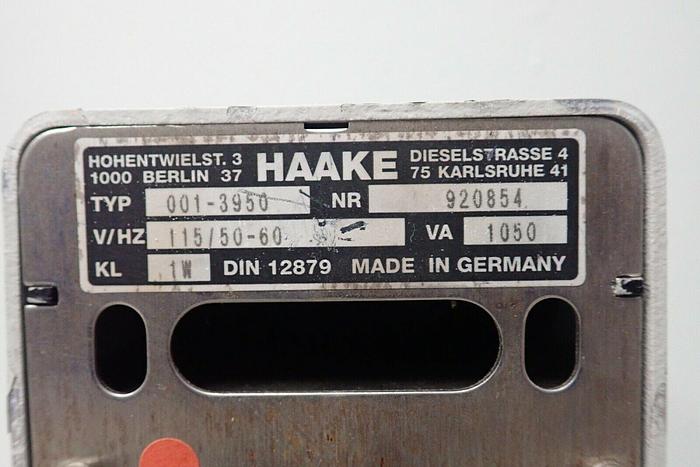 HOHENTWIELST. 3 HAAKE DIESELSTRASSE 4
1000 BERLIN 37 75 KARLSRUHE 41
TYP 001-3950 NR 920854
V/HZ 115/50-60 VA 1050
KL 1W DIN 12879 MADE IN GERMANY